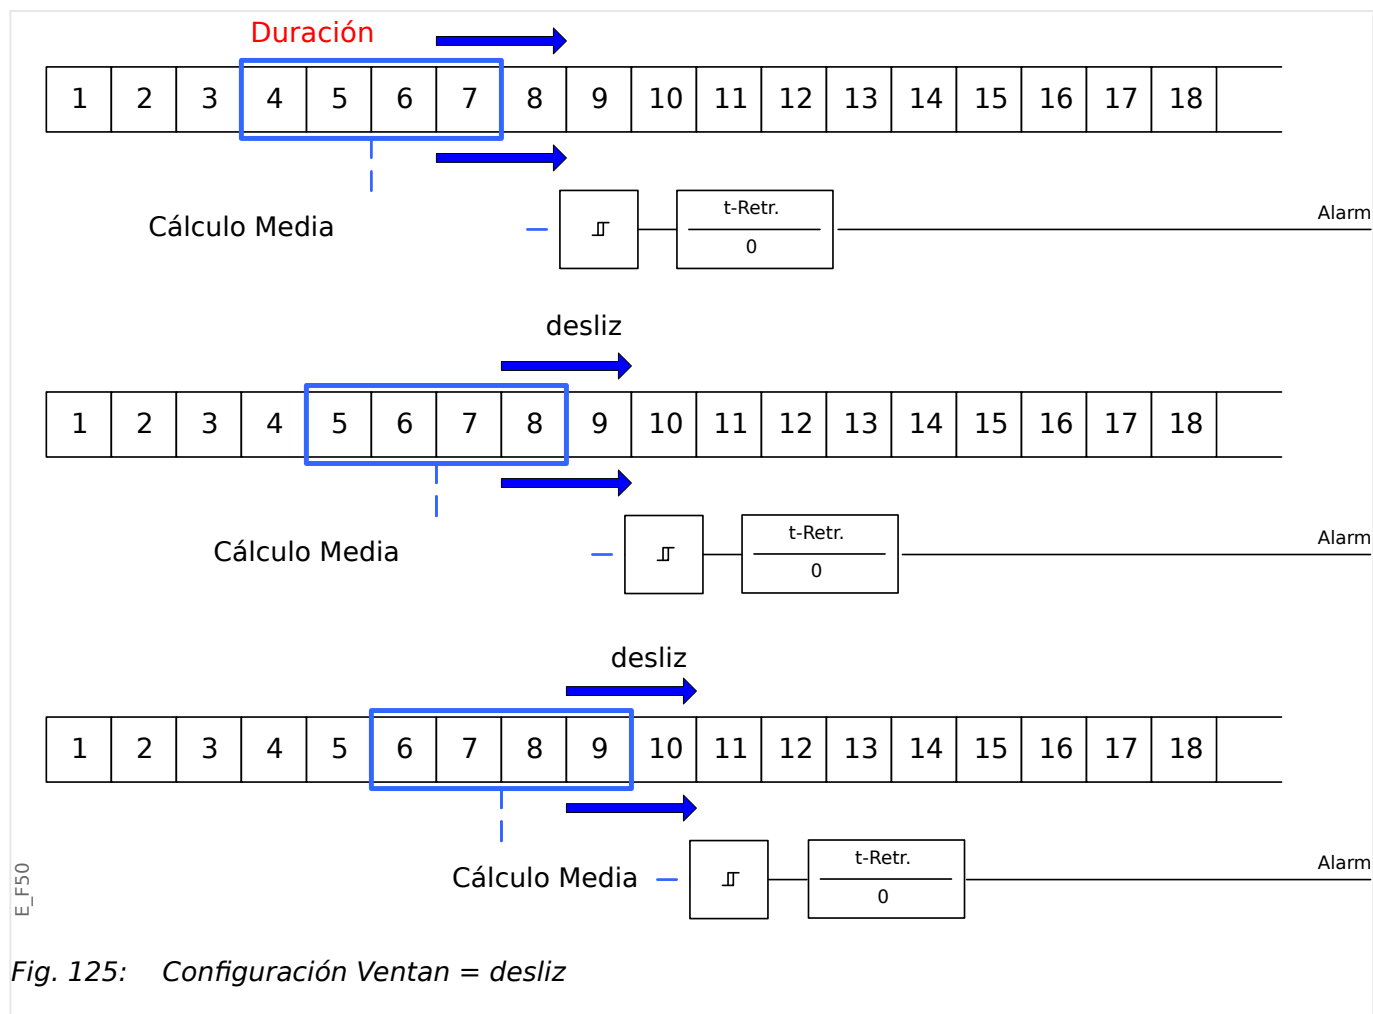 Duración
1 2 3 4 5 6 7 8 9 10 11 12 13 14 15 16 17 18
Cálculo Media
t-Retr.
0
Alarm
desliz
1 2 3 4 5 6 7 8 9 10 11 12 13 14 15 16 17 18
Cálculo Media
t-Retr.
0
Alarm
desliz
1 2 3 4 5 6 7 8 9 10 11 12 13 14 15 16 17 18
Cálculo Media
t-Retr.
0
Alarm
E_F50
Fig. 125: Configuración Ventan = desliz